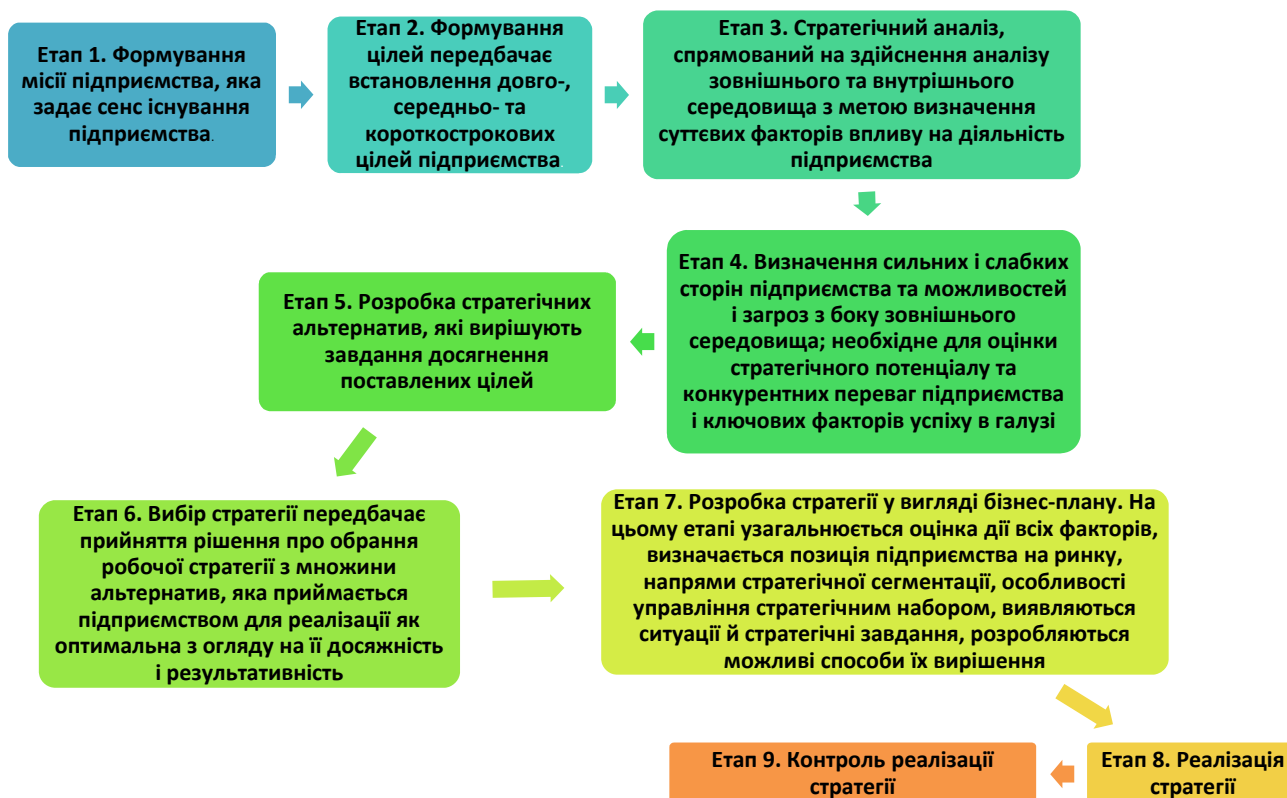 Етап 1. Формування
місії підприємства, яка
задає сенс існування
підприємства.
Етап 2. Формування
цілей передбачає
встановлення довго-,
середньо- та
короткострокових
цілей підприємства.
Етап 3. Стратегічний аналіз,
спрямований на здійснення аналізу
зовнішнього та внутрішнього
середовища з метою визначення
суттєвих факторів впливу на діяльність
підприємства
Етап 4. Визначення сильних і слабких
сторін підприємства та можливостей
і загроз з боку зовнішнього
середовища; необхідне для оцінки
стратегічного потенціалу та
конкурентних переваг підприємства
і ключових факторів успіху в галузі
Етап 5. Розробка стратегічних
альтернатив, які вирішують
завдання досягнення
поставлених цілей
Етап 6. Вибір стратегії передбачає
прийняття рішення про обрання
робочої стратегії з множини
альтернатив, яка приймається
підприємством для реалізації як
оптимальна з огляду на її досяжність
і результативність
Етап 7. Розробка стратегії у вигляді бізнес-плану. На
цьому етапі узагальнюється оцінка дії всіх факторів,
визначається позиція підприємства на ринку,
напрями стратегічної сегментації, особливості
управління стратегічним набором, виявляються
ситуації й стратегічні завдання, розробляються
можливі способи їх вирішення
Етап 8. Реалізація
стратегії
Етап 9. Контроль реалізації
стратегії